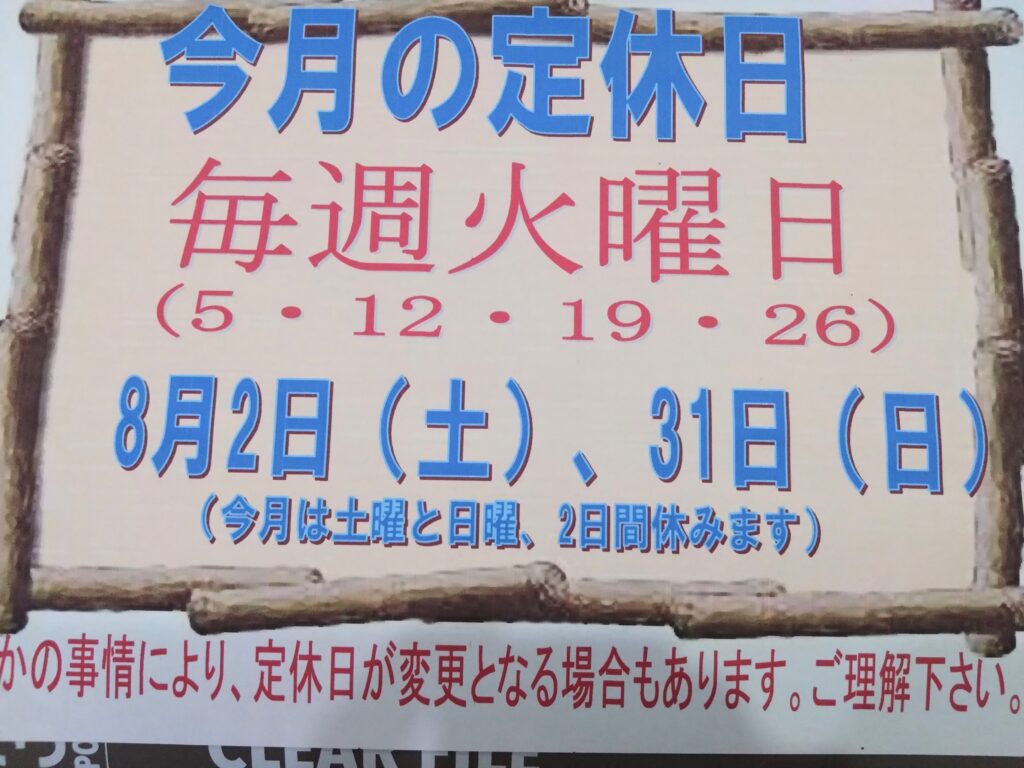 今月の定休日
毎週火曜日
（5・12・19・26）
8月2日（土）、31日（日）
（今月は土曜と日曜、2日間休みます）
かの事情により、定休日が変更となる場合もあります。ご理解下さい。
CLEAR FILE